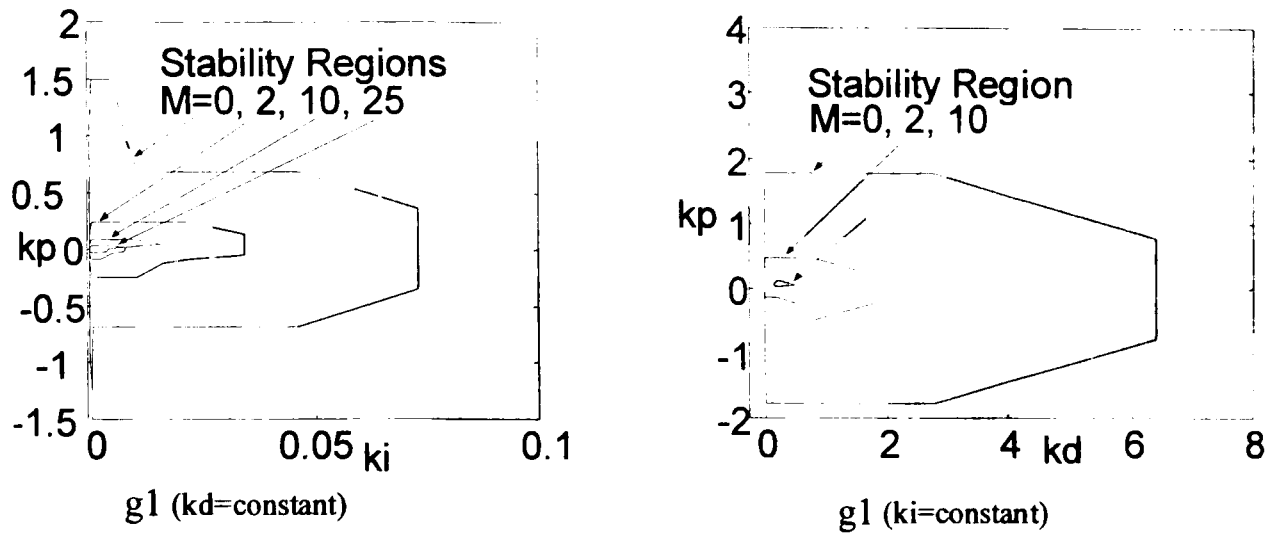 2
Stability Regions
1.5
M=0, 2, 10, 25
1
0.5
kp
0
-0.5
-1
-1.5
0
0.05
ki
0.1
g1 (kd=constant)
4
Stability Region
3
M=0, 2, 10
2
kp
1
0
-1
-2
0
2
4
kd
6
8
g1 (ki=constant)